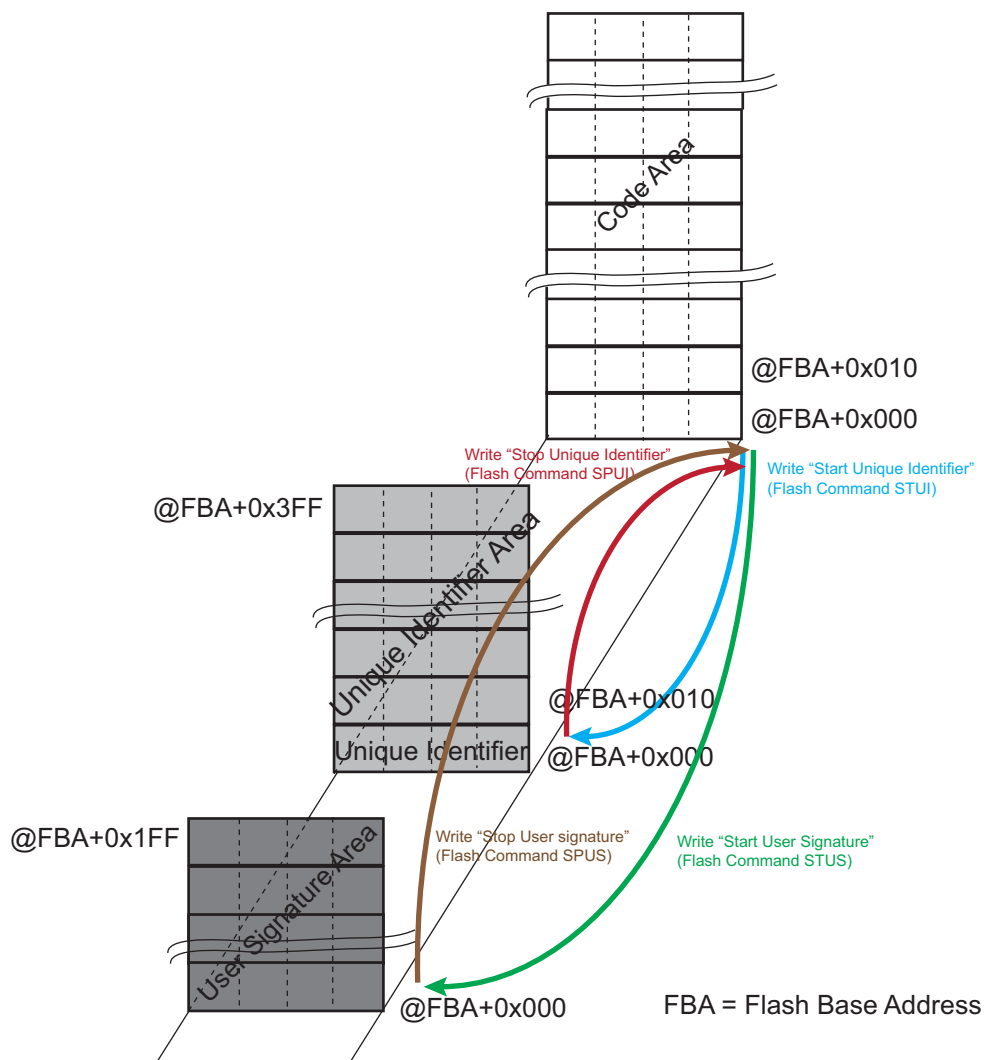 Code Area
@FBA+0x010
@FBA+0x000
Write “Stop Unique Identifier”
(Flash Command SPUI)
Write “Start Unique Identifier”
(Flash Command STUI)
@FBA+0x3FF
Unique Identifier Area
@FBA+0x010
Unique Identifier
@FBA+0x000
@FBA+0x1FF
User Signature Area
Write “Stop User signature”
(Flash Command SPUS)
Write “Start User Signature”
(Flash Command STUS)
@FBA+0x000
FBA = Flash Base Address